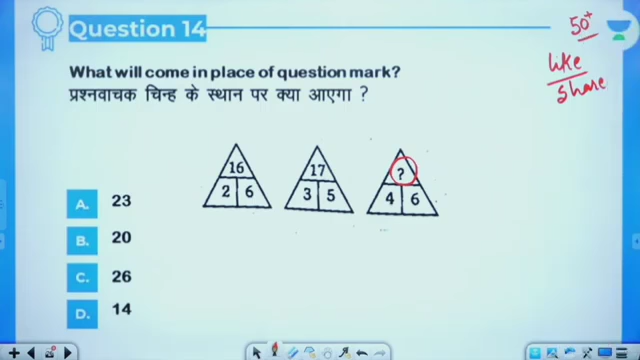 Question 14
50+
like
share
What will come in place of question mark?
प्रश्नवाचक चिन्ह के स्थान पर क्या आएगा ?
16
2 6
17
3 5
?
4 6
A. 23
B. 20
C. 26
D. 14